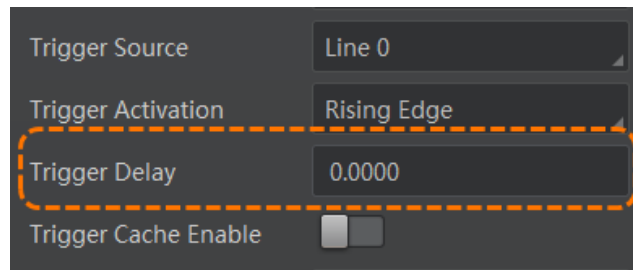 Trigger Source Line 0
Trigger Activation Rising Edge
Trigger Delay 0.0000
Trigger Cache Enable